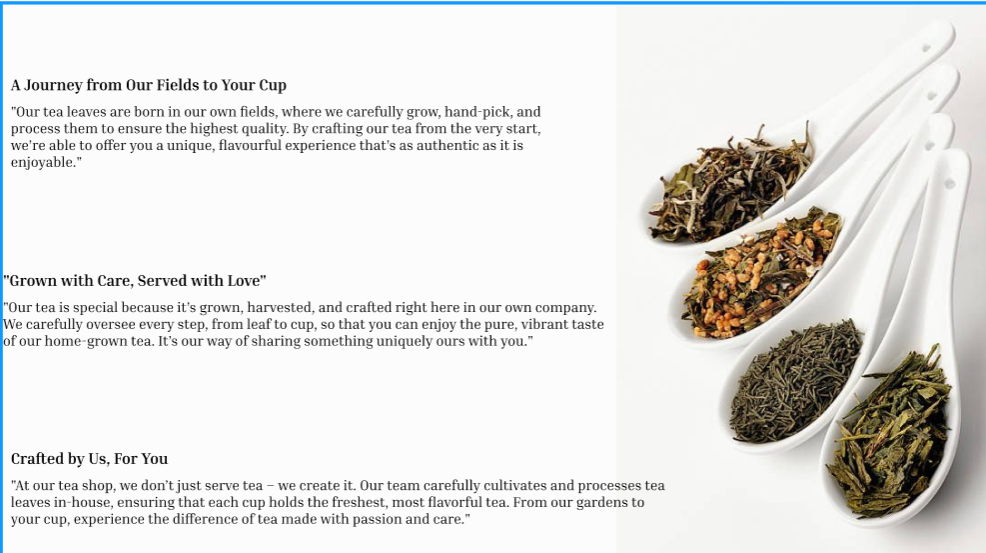 A Journey from Our Fields to Your Cup
"Our tea leaves are born in our own fields, where we carefully grow, hand-pick, and
process them to ensure the highest quality. By crafting our tea from the very start,
we're able to offer you a unique, flavourful experience that's as authentic as it is
enjoyable."
"Grown with Care, Served with Love"
"Our tea is special because it's grown, harvested, and crafted right here in our own company.
We carefully oversee every step, from leaf to cup, so that you can enjoy the pure, vibrant taste
of our home-grown tea. It's our way of sharing something uniquely ours with you."
Crafted by Us, For You
"At our tea shop, we don't just serve tea – we create it. Our team carefully cultivates and processes tea
leaves in-house, ensuring that each cup holds the freshest, most flavorful tea. From our gardens to
your cup, experience the difference of tea made with passion and care."